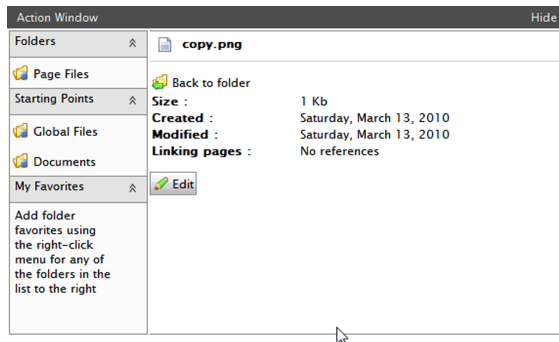 Action Window Hide
Folders
Page Files
Starting Points
Global Files
Documents
My Favorites
Add folder
favorites using
the right-click
menu for any of
the folders in the
list to the right
copy.png
Back to folder
Size : 1 Kb
Created : Saturday, March 13, 2010
Modified : Saturday, March 13, 2010
Linking pages : No references
Edit